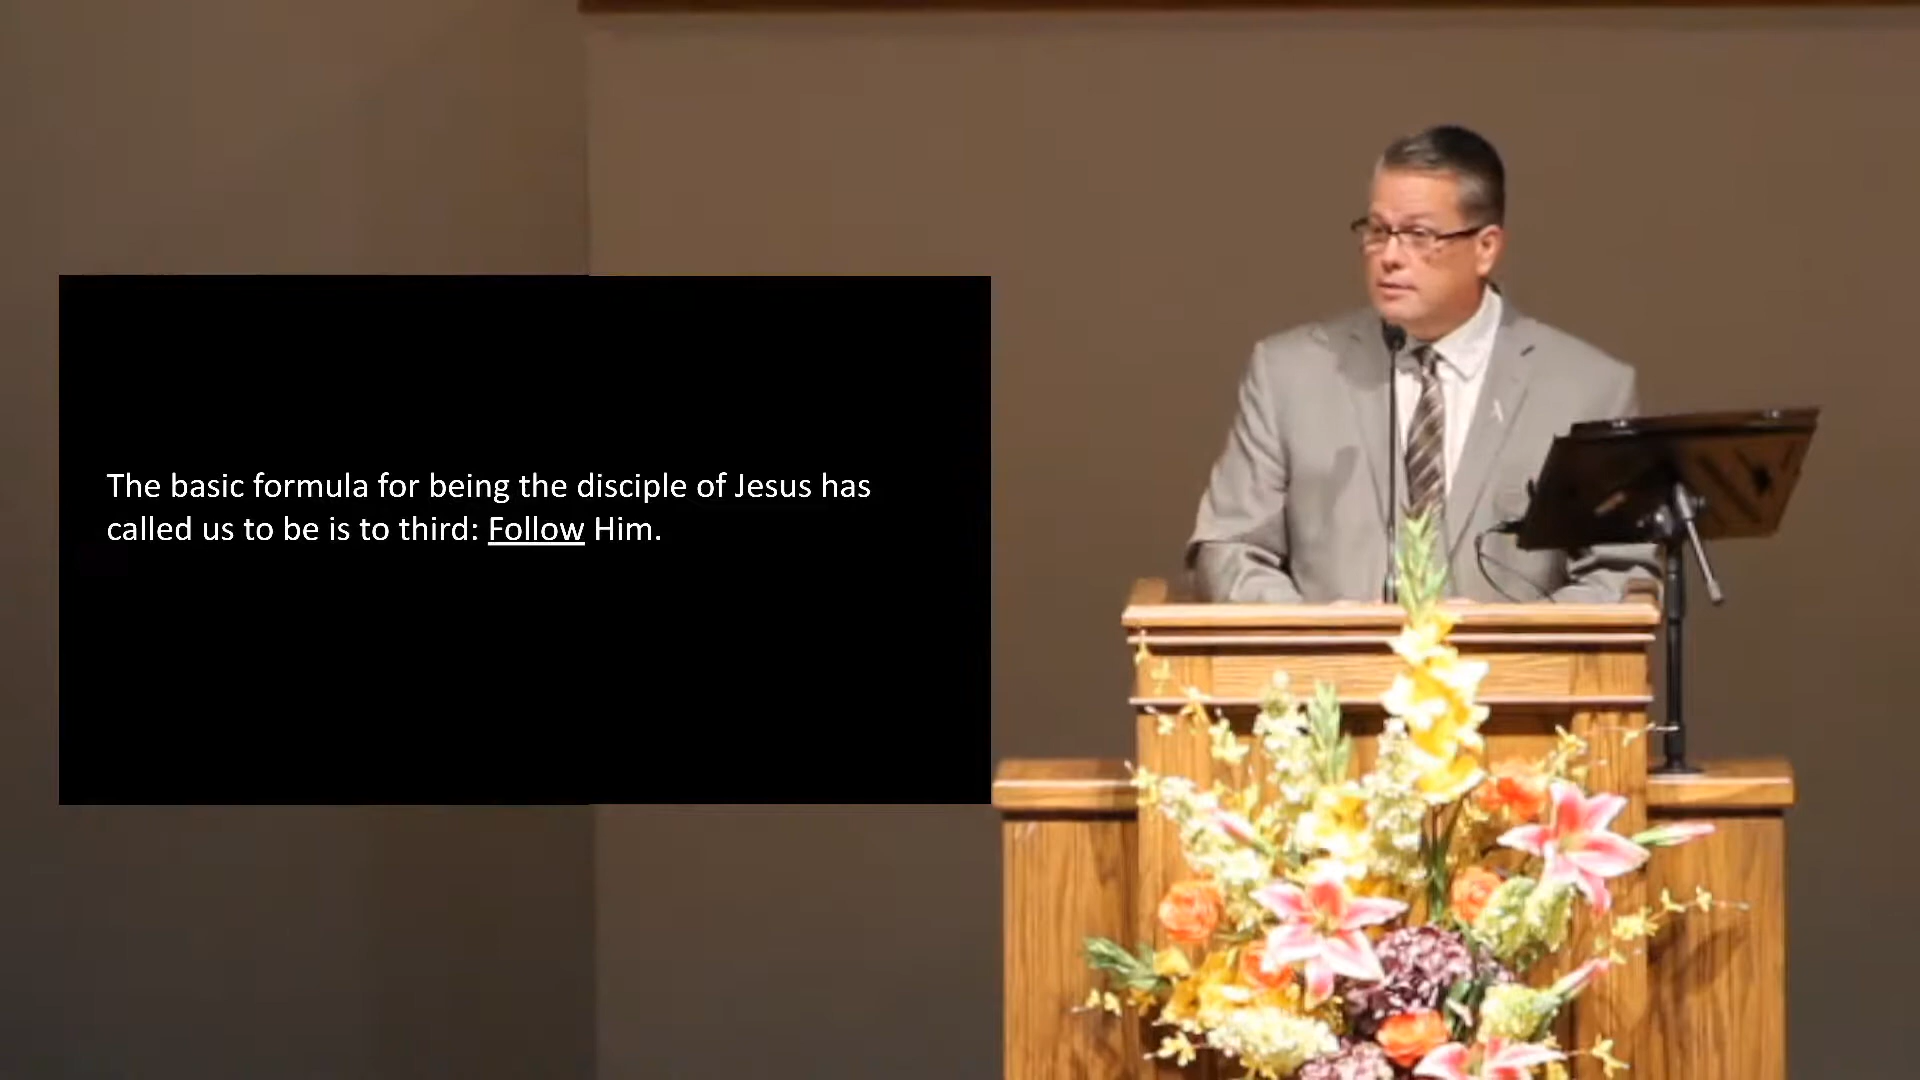 The basic formula for being the disciple of Jesus has
called us to be is to third: Follow Him.